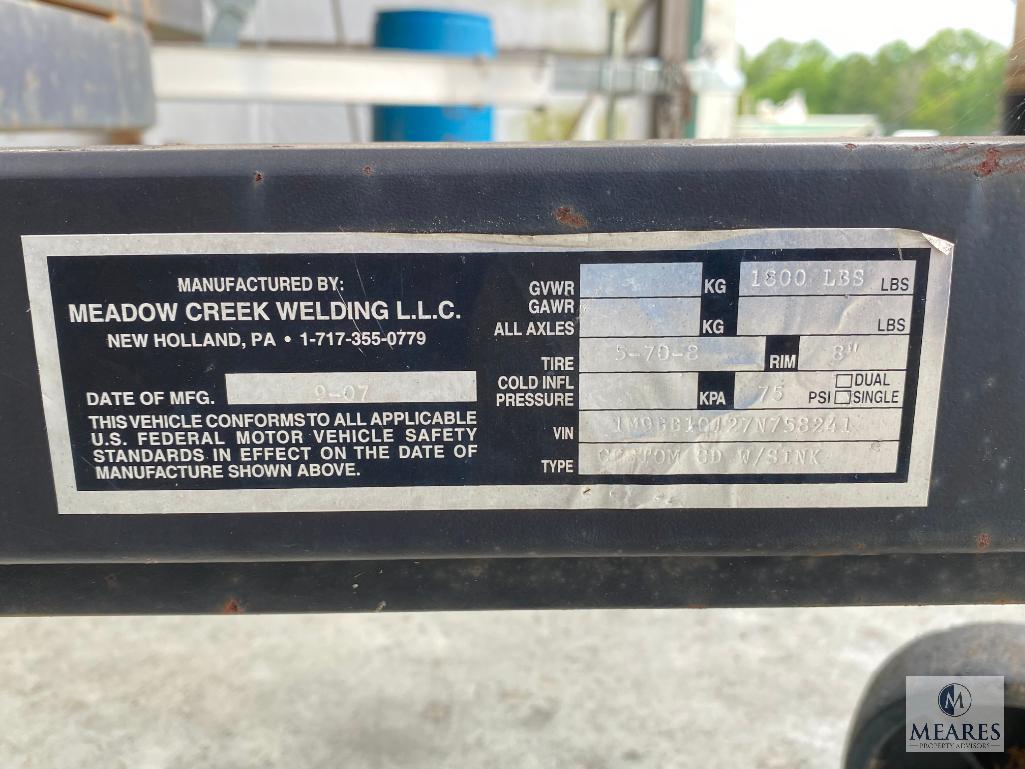 MANUFACTURED BY:
MEADOW CREEK WELDING L.L.C.
NEW HOLLAND, PA • 1-717-355-0779
DATE OF MFG. 9-07
THIS VEHICLE CONFORMS TO ALL APPLICABLE
U.S. FEDERAL MOTOR VEHICLE SAFETY
STANDARDS IN EFFECT ON THE DATE OF
MANUFACTURE SHOWN ABOVE.
GVWR KG 1800 LBS LBS
GAWR
ALL AXLES KG LBS
TIRE 5-70-8 RIM 8"
COLD INFL
PRESSURE KPA 75 PSI DUAL SINGLE
VIN
TYPE CUSTOM W/SINK
MEARES
PROPERTY ADVISORS